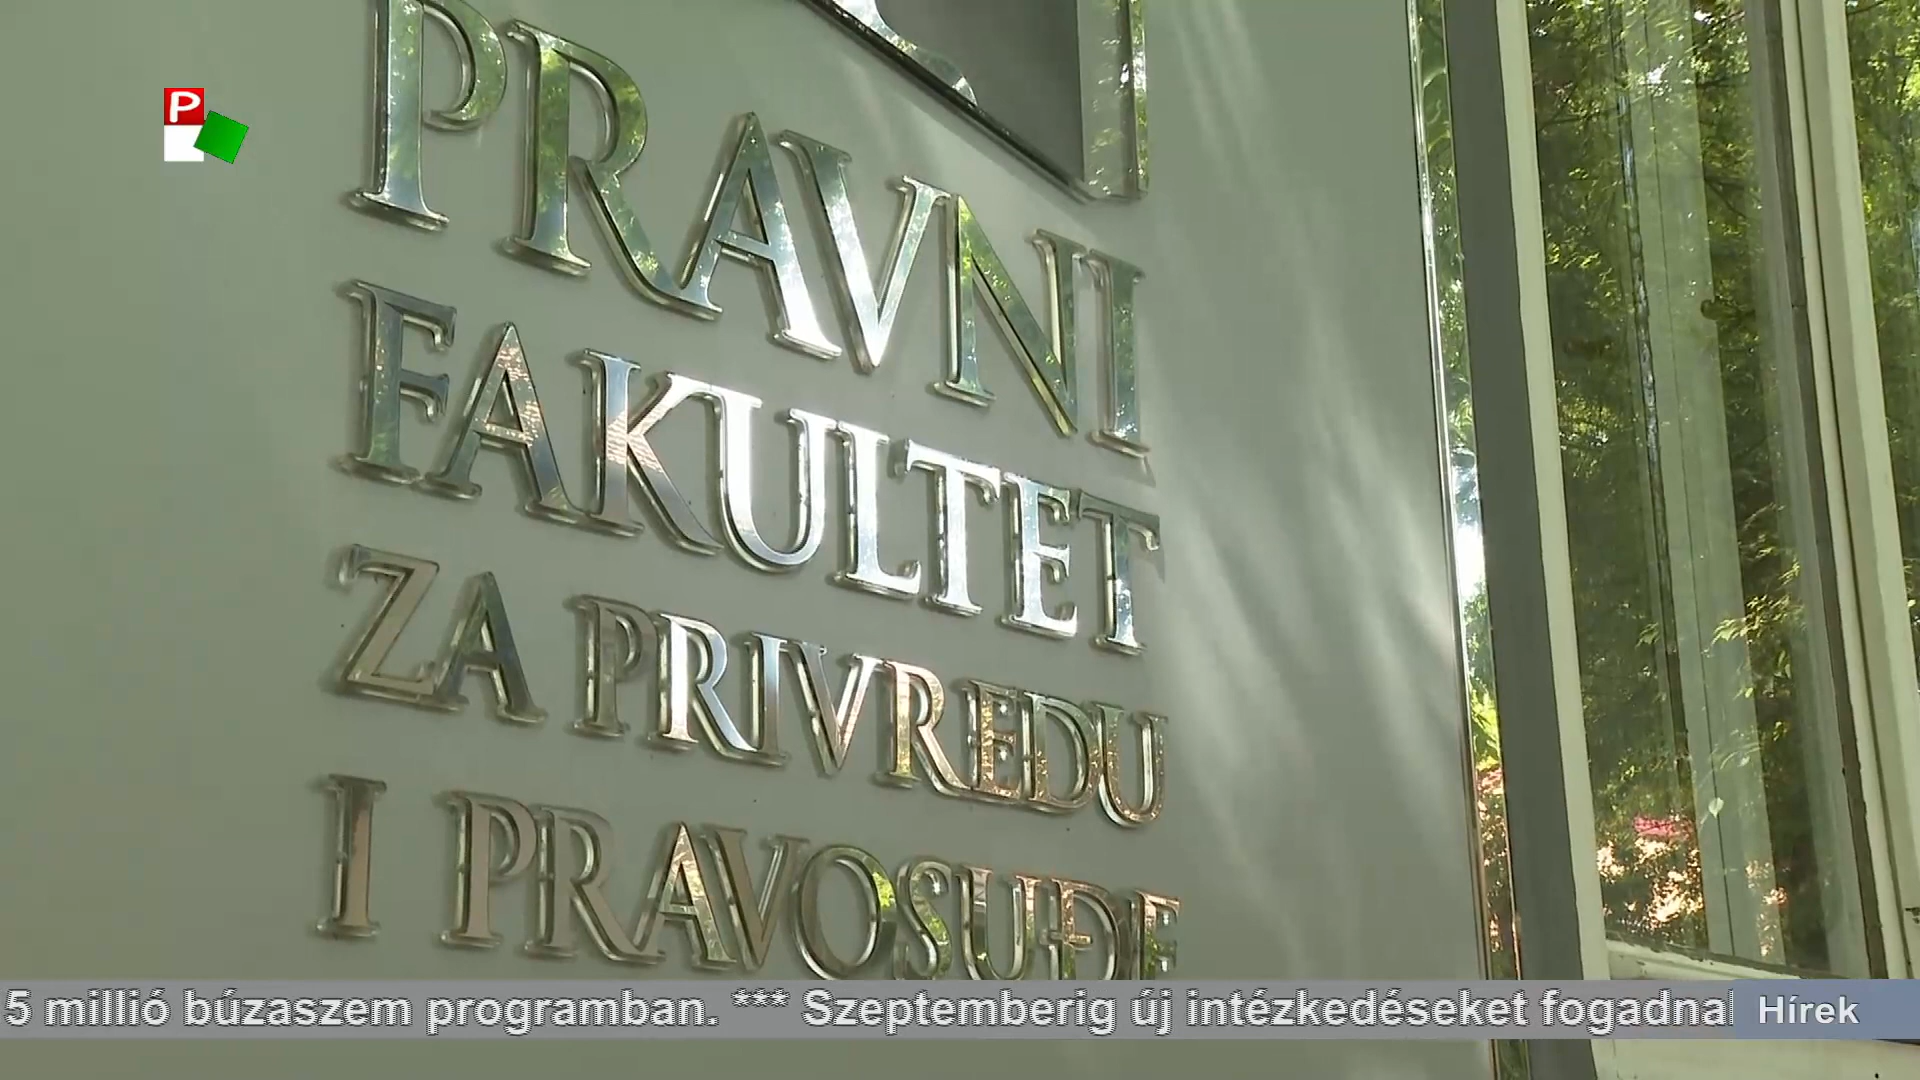 P
PRAVNI
FAKULTET
ZA PRIVREDU
I PRAVOSUĐE
5 millió búzaszem programban. *** Szeptemberig új intézkedéseket fogadnal
Hírek